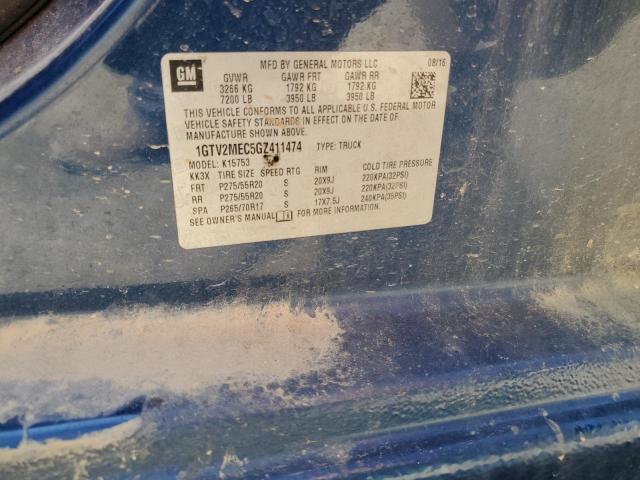 GM
MFD BY GENERAL MOTORS LLC 08/16
GVWR GAWR FRT GAWR RR
3266 KG 1792 KG 1792 KG
7200 LB 3950 LB 3950 LB
THIS VEHICLE CONFORMS TO ALL APPLICABLE U.S. FEDERAL MOTOR
VEHICLE SAFETY STANDARDS IN EFFECT ON THE DATE OF
MANUFACTURE SHOWN ABOVE.
1GTV2MEC5GZ411474 TYPE: TRUCK
MODEL: K15753
KK3X TIRE SIZE SPEED RTG RIM COLD TIRE PRESSURE
FRT P275/55R20 S 20X9J 220KPA(32PSI)
RR P275/55R20 S 20X9J 220KPA(32PSI)
SPA P265/70R17 S 17X7.5J 240KPA(35PSI)
SEE OWNER'S MANUAL FOR MORE INFORMATION.